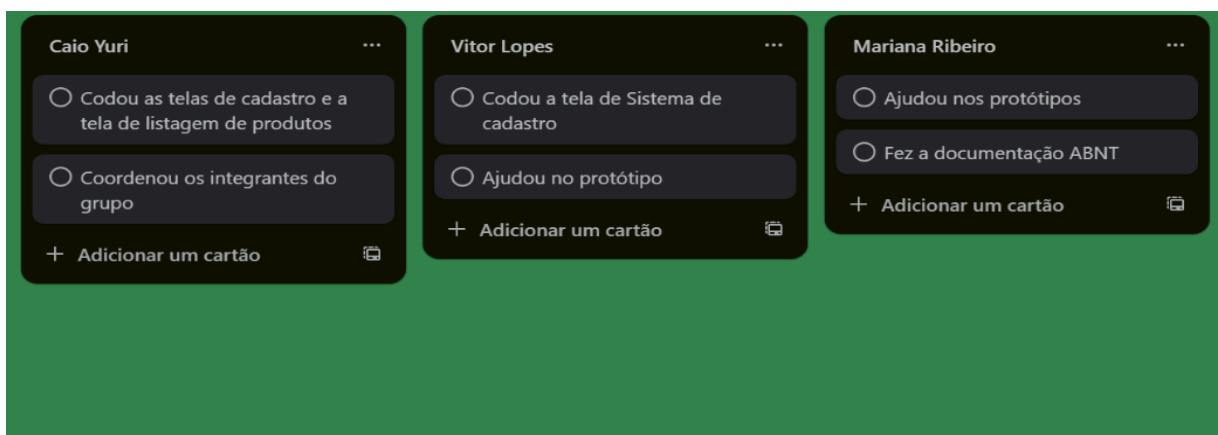 Caio Yuri
Codou as telas de cadastro e a
tela de listagem de produtos
Coordenou os integrantes do
grupo
Adicionar um cartão
Vitor Lopes
Codou a tela de Sistema de
cadastro
Ajudou no protótipo
Adicionar um cartão
Mariana Ribeiro
Ajudou nos protótipos
Fez a documentação ABNT
Adicionar um cartão